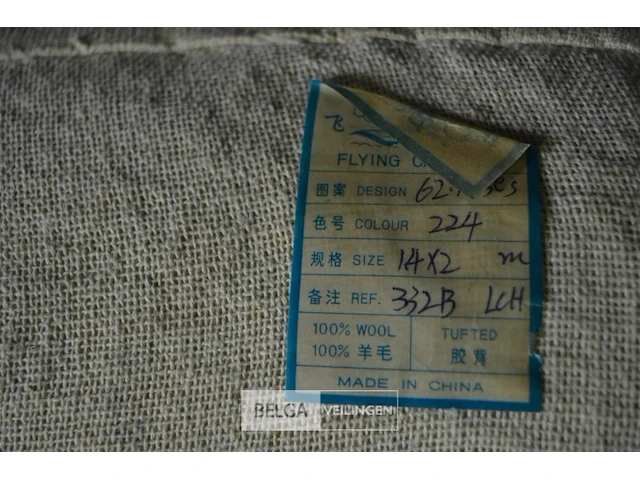 飞
FLYING
图案 DESIGN
色号 COLOUR 224
规格 SIZE 14X2 m
备注 REF. 332B LCH
100% WOOL TUFTED
100% 羊毛 胶背
MADE IN CHINA
BELGA VEILINGEN